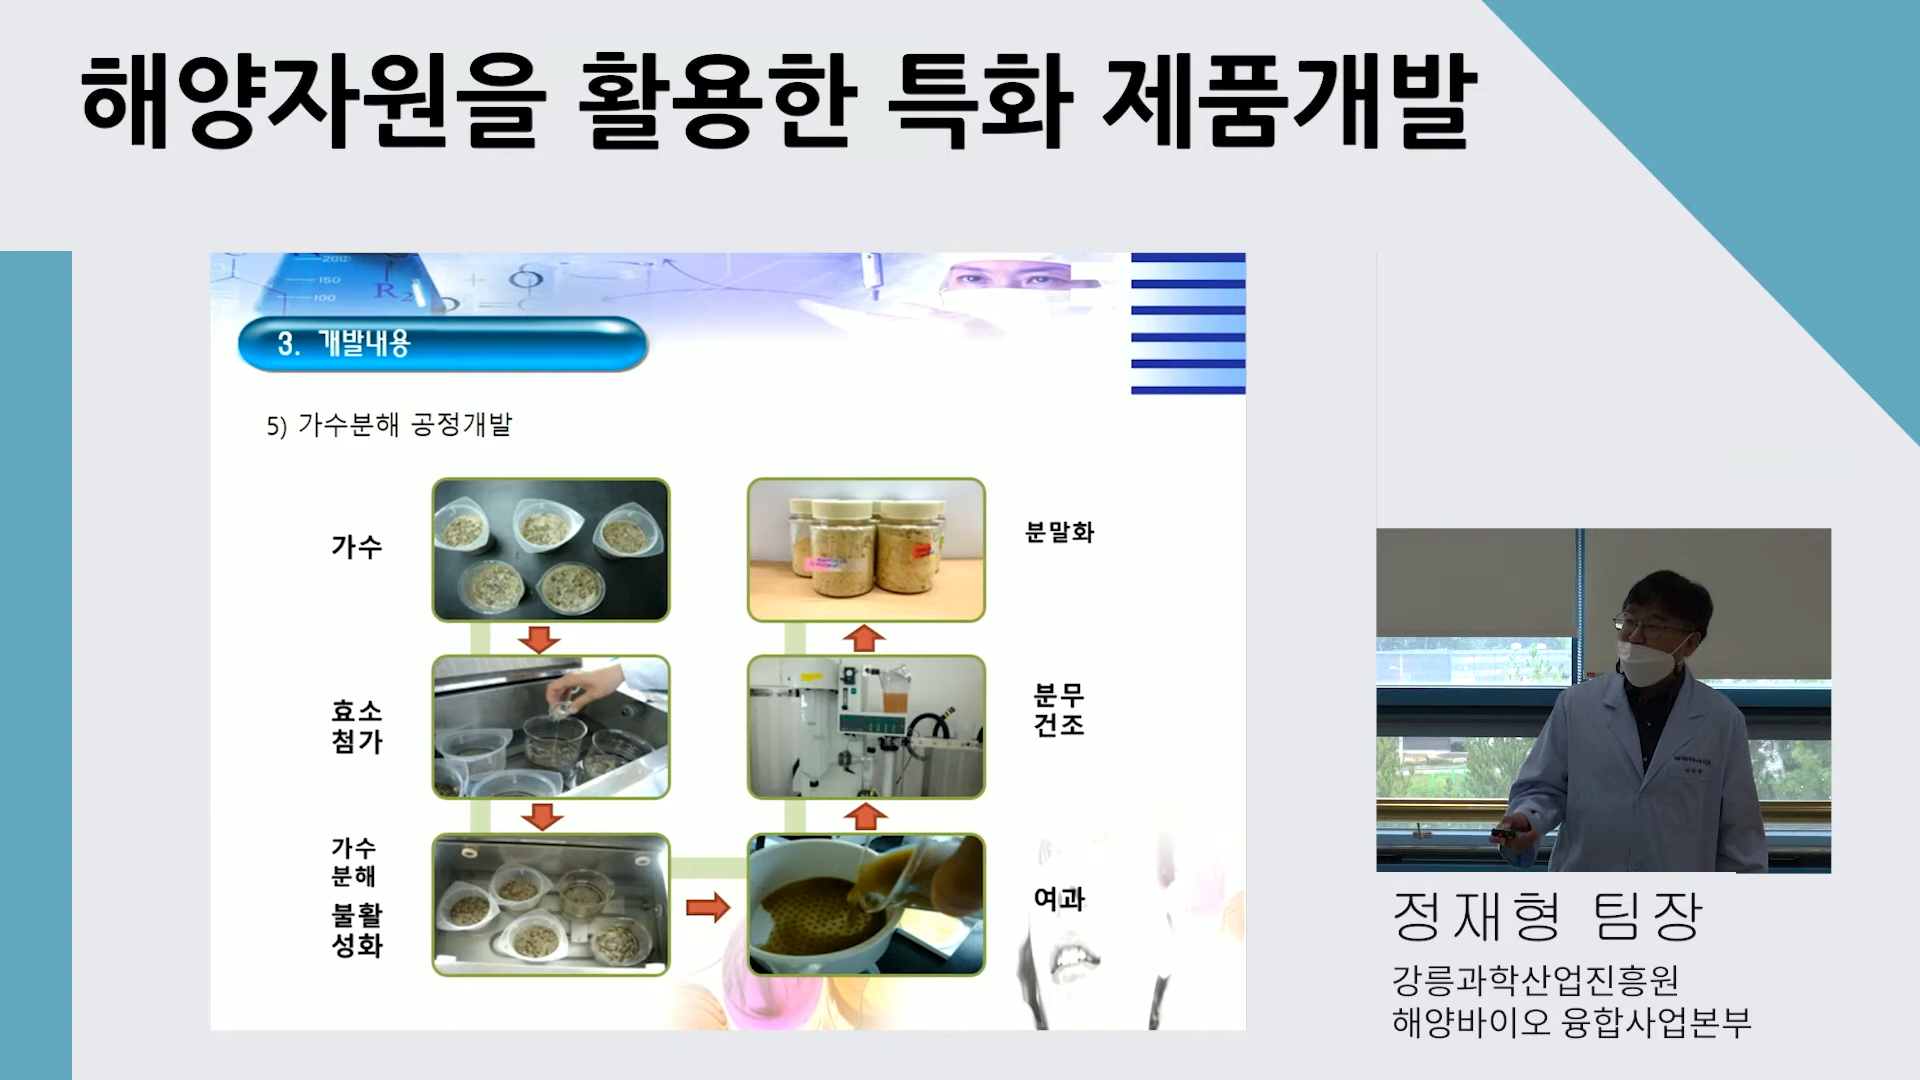 해양자원을 활용한 특화 제품개발
200
150
100
R2
+ O
O =
3. 개발내용
5) 가수분해 공정개발
가수
분말화
효소
첨가
분무
건조
가수
분해
불활
성화
여과
정재형 팀장
강릉과학산업진흥원
해양바이오 융합사업본부